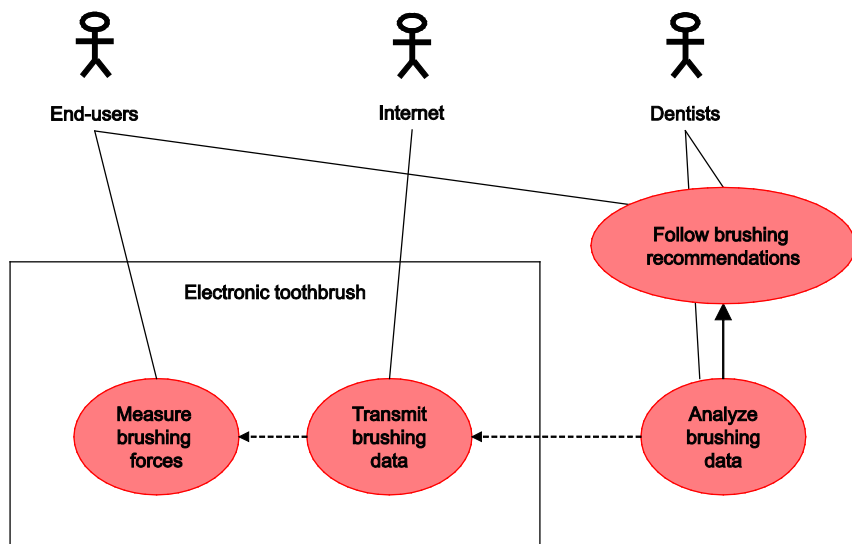 End-users
Internet
Dentists
Follow brushing
recommendations
Electronic toothbrush
Measure
brushing
forces
Transmit
brushing
data
Analyze
brushing
data